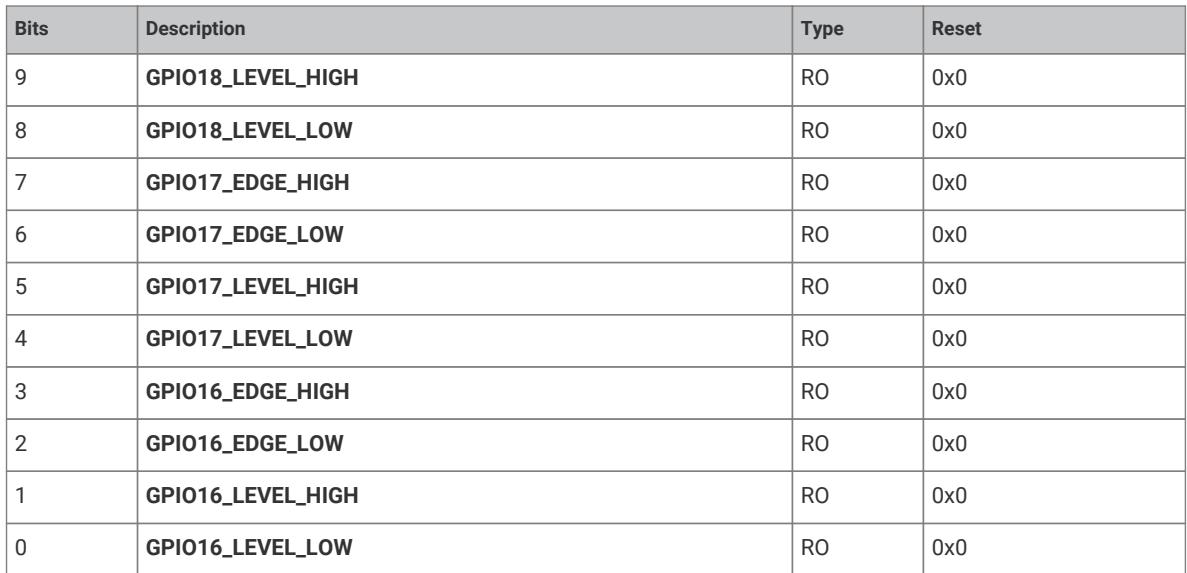 Bits Description Type Reset
9 GPIO18_LEVEL_HIGH RO 0x0
8 GPIO18_LEVEL_LOW RO 0x0
7 GPIO17_EDGE_HIGH RO 0x0
6 GPIO17_EDGE_LOW RO 0x0
5 GPIO17_LEVEL_HIGH RO 0x0
4 GPIO17_LEVEL_LOW RO 0x0
3 GPIO16_EDGE_HIGH RO 0x0
2 GPIO16_EDGE_LOW RO 0x0
1 GPIO16_LEVEL_HIGH RO 0x0
0 GPIO16_LEVEL_LOW RO 0x0